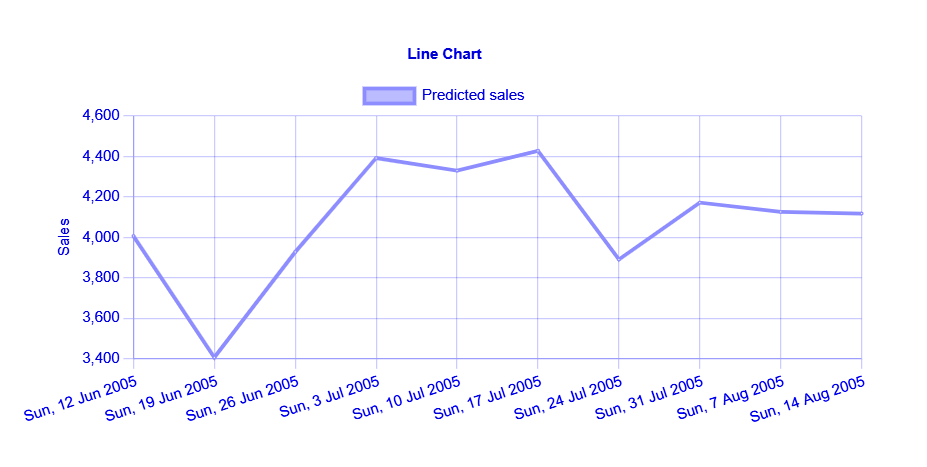 Line Chart
Predicted sales
4,600
4,400
4,200
4,000
3,800
3,600
3,400
Sales
Sun, 12 Jun 2005
Sun, 19 Jun 2005
Sun, 26 Jun 2005
Sun, 3 Jul 2005
Sun, 10 Jul 2005
Sun, 17 Jul 2005
Sun, 24 Jul 2005
Sun, 31 Jul 2005
Sun, 7 Aug 2005
Sun, 14 Aug 2005